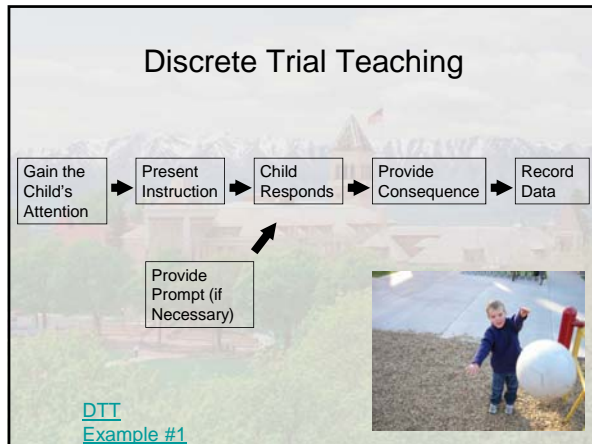 Discrete Trial Teaching
Gain the
Child's
Attention
Present
Instruction
Child
Responds
Provide
Consequence
Record
Data
Provide
Prompt (if
Necessary)
DTT
Example #1